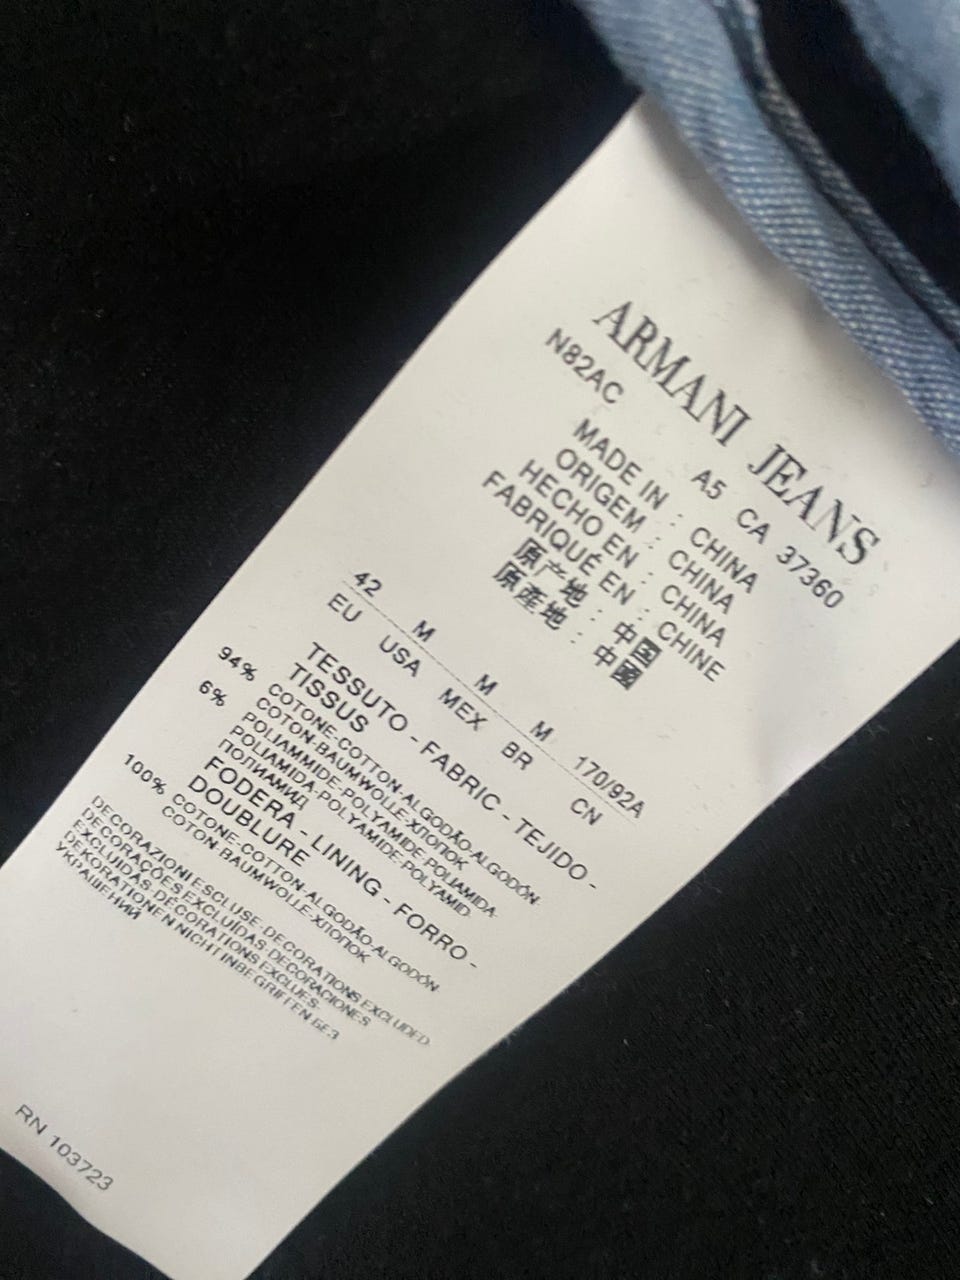 ARMANI JEANS
N82AC A5 CA 37360
MADE IN : CHINA
ORIGEM : CHINA
HECHO EN : CHINA
FABRIQUÉ EN : CHINE
原产地 : 中国
原產地 : 中國
42 M M M 170/92A
EU USA MEX BR CN
TESSUTO - FABRIC - TEJIDO -
TISSUS
94% COTONE-COTTON-ALGODÃO-ALGODÓN-
COTON-BAUMWOLLE-ХЛОПОК
6% POLIAMMIDE-POLYAMIDE-POLIAMIDA-
POLIAMIDA-POLYAMIDE-POLYAMID-
ПОЛИАМИД
FODERA - LINING - FORRO -
DOUBLURE
100% COTONE-COTTON-ALGODÃO-ALGODÓN-
COTON-BAUMWOLLE-ХЛОПОК
DECORAZIONI ESCLUSE-DECORATIONS EXCLUDED-
DECORAÇÕES EXCLUÍDAS-DECORACIONES
EXCLUIDAS-DÉCORATIONS EXCLUES-
DEKORATIONEN NICHT INBEGRIFFEN-БЕЗ
УКРАШЕНИЙ
RN 103723